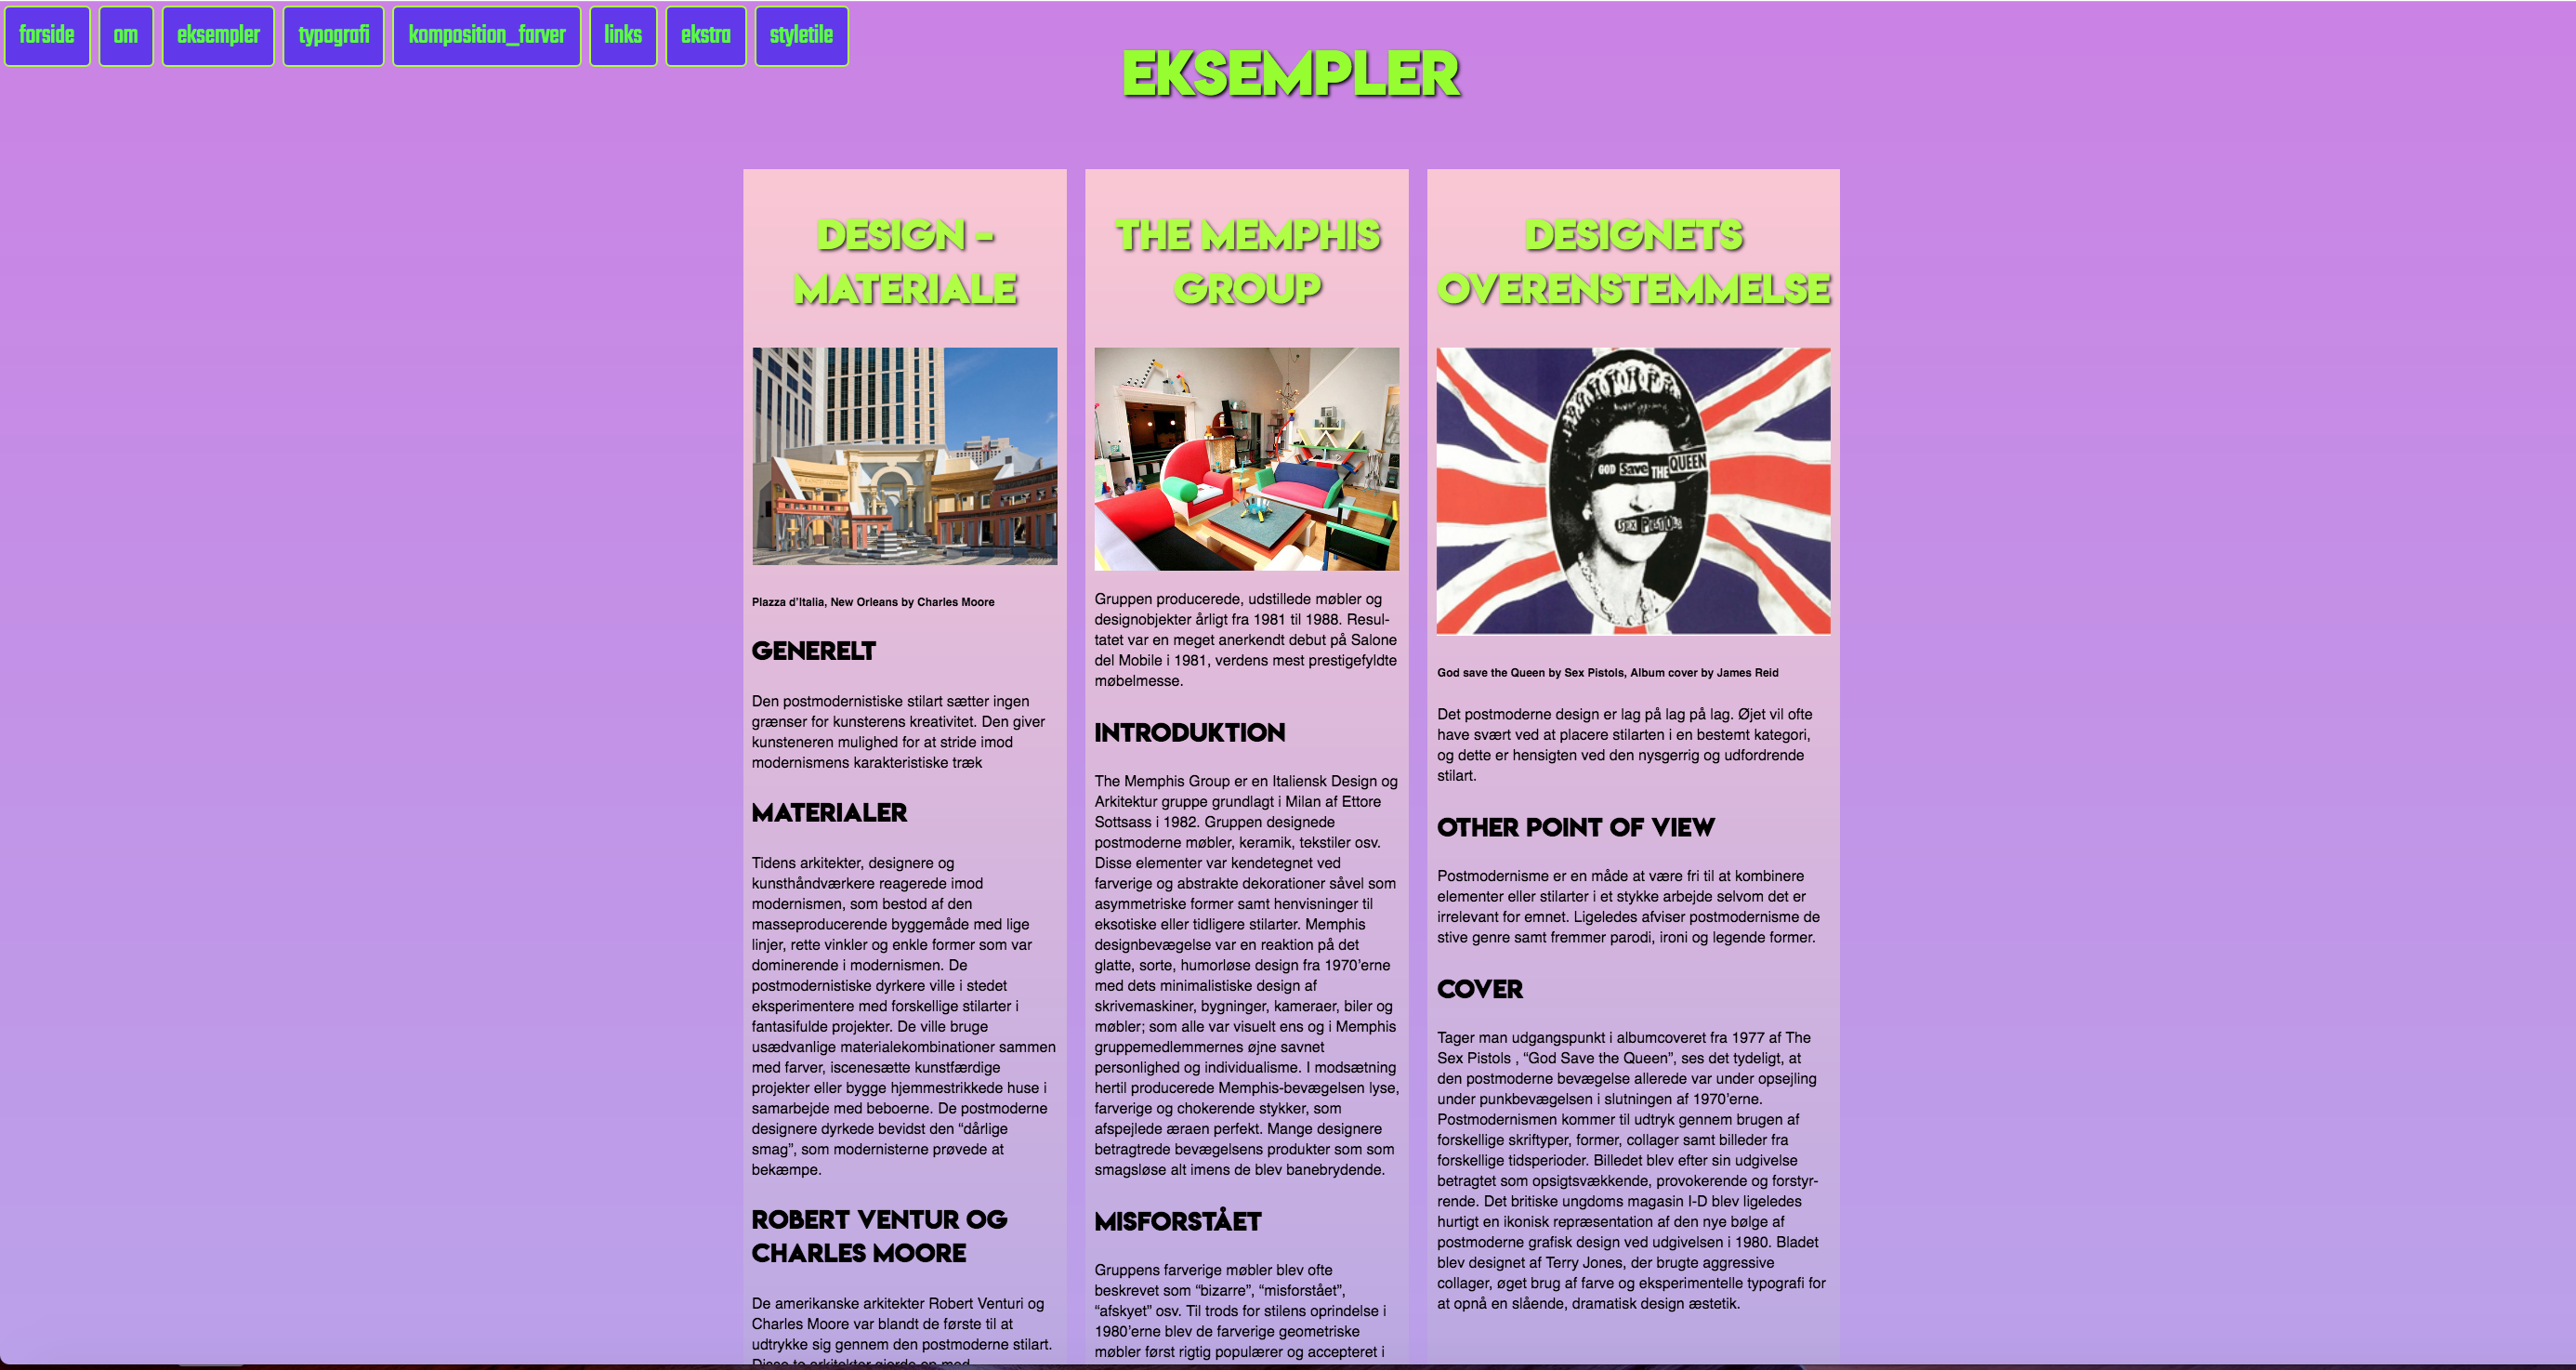 forside om eksempler typografi komposition_farver links ekstra styletile
EKSEMPLER
DESIGN -
MATERIALE
Plazza d'Italia, New Orleans by Charles Moore
GENERELT
Den postmodernistiske stilart sætter ingen
grænser for kunsterens kreativitet. Den giver
kunsteneren mulighed for at stride imod
modernismens karakteristiske træk
MATERIALER
Tidens arkitekter, designere og
kunsthåndværkere reagerede imod
modernismen, som bestod af den
masseproducerende byggemåde med lige
linjer, rette vinkler og enkle former som var
dominerende i modernismen. De
postmodernistiske dyrkere ville i stedet
eksperimentere med forskellige stilarter i
fantasifulde projekter. De ville bruge
usædvanlige materialekombinationer sammen
med farver, iscenesætte kunstfærdige
projekter eller bygge hjemmestrikkede huse i
samarbejde med beboerne. De postmoderne
designere dyrkede bevidst den “dårlige
smag”, som modernisterne prøvede at
bekæmpe.
ROBERT VENTUR OG
CHARLES MOORE
De amerikanske arkitekter Robert Venturi og
Charles Moore var blandt de første til at
udtrykke sig gennem den postmoderne stilart.
Disse to arkitekter gjorde op med
THE MEMPHIS
GROUP
Gruppen producerede, udstillede møbler og
designobjekter årligt fra 1981 til 1988. Resul-
tatet var en meget anerkendt debut på Salone
del Mobile i 1981, verdens mest prestigefyldte
møbelmesse.
INTRODUKTION
The Memphis Group er en Italiensk Design og
Arkitektur gruppe grundlagt i Milan af Ettore
Sottsass i 1982. Gruppen designede
postmoderne møbler, keramik, tekstiler osv.
Disse elementer var kendetegnet ved
farverige og abstrakte dekorationer såvel som
asymmetriske former samt henvisninger til
eksotiske eller tidligere stilarter. Memphis
designbevægelse var en reaktion på det
glatte, sorte, humorløse design fra 1970’erne
med dets minimalistiske design af
skrivemaskiner, bygninger, kameraer, biler og
møbler; som alle var visuelt ens og i Memphis
gruppemedlemmernes øjne savnet
personlighed og individualisme. I modsætning
hertil producerede Memphis-bevægelsen lyse,
farverige og chokerende stykker, som
afspejlede æraen perfekt. Mange designere
betragtrede bevægelsens produkter som som
smagsløse alt imens de blev banebrydende.
MISFORSTÅET
Gruppens farverige møbler blev ofte
beskrevet som “bizarre”, “misforstået”,
“afskyet” osv. Til trods for stilens oprindelse i
1980’erne blev de farverige geometriske
møbler først rigtig populærer og accepteret i
DESIGNETS
OVERENSTEMMELSE
GOD Save THE QUEEN
SEX PISTOLS
God save the Queen by Sex Pistols, Album cover by James Reid
Det postmoderne design er lag på lag på lag. Øjet vil ofte
have svært ved at placere stilarten i en bestemt kategori,
og dette er hensigten ved den nysgerrig og udfordrende
stilart.
OTHER POINT OF VIEW
Postmodernisme er en måde at være fri til at kombinere
elementer eller stilarter i et stykke arbejde selvom det er
irrelevant for emnet. Ligeledes afviser postmodernisme de
stive genre samt fremmer parodi, ironi og legende former.
COVER
Tager man udgangspunkt i albumcoveret fra 1977 af The
Sex Pistols , “God Save the Queen”, ses det tydeligt, at
den postmoderne bevægelse allerede var under opsejling
under punkbevægelsen i slutningen af 1970’erne.
Postmodernismen kommer til udtryk gennem brugen af
forskellige skriftyper, former, collager samt billeder fra
forskellige tidsperioder. Billedet blev efter sin udgivelse
betragtet som opsigtsvækkende, provokerende og forstyr-
rende. Det britiske ungdoms magasin I-D blev ligeledes
hurtigt en ikonisk repræsentation af den nye bølge af
postmoderne grafisk design ved udgivelsen i 1980. Bladet
blev designet af Terry Jones, der brugte aggressive
collager, øget brug af farve og eksperimentelle typografi for
at opnå en slående, dramatisk design æstetik.